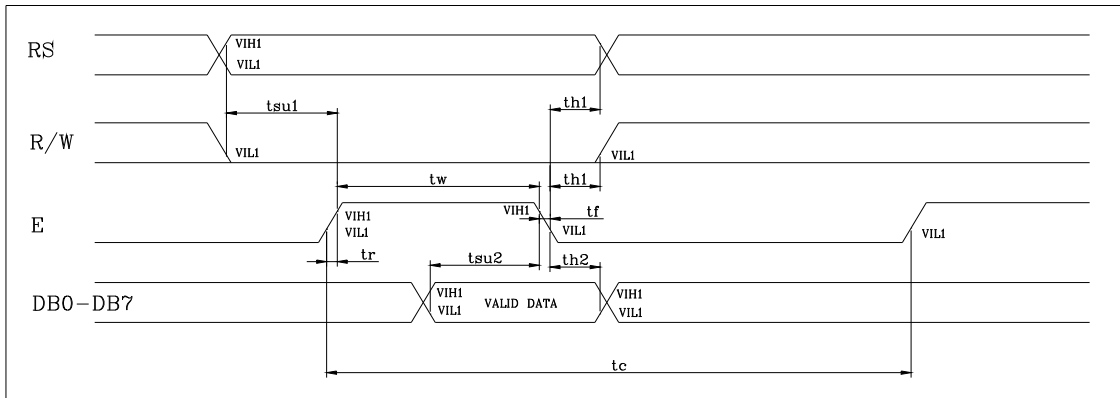 RS
VIH1
VIL1
tsu1
th1
R/W
VIL1
VIL1
tw
th1
E
VIH1
VIL1
VIH1
tf
VIL1
VIL1
tr
tsu2
th2
DB0-DB7
VIH1
VIL1
VALID DATA
VIH1
VIL1
tc